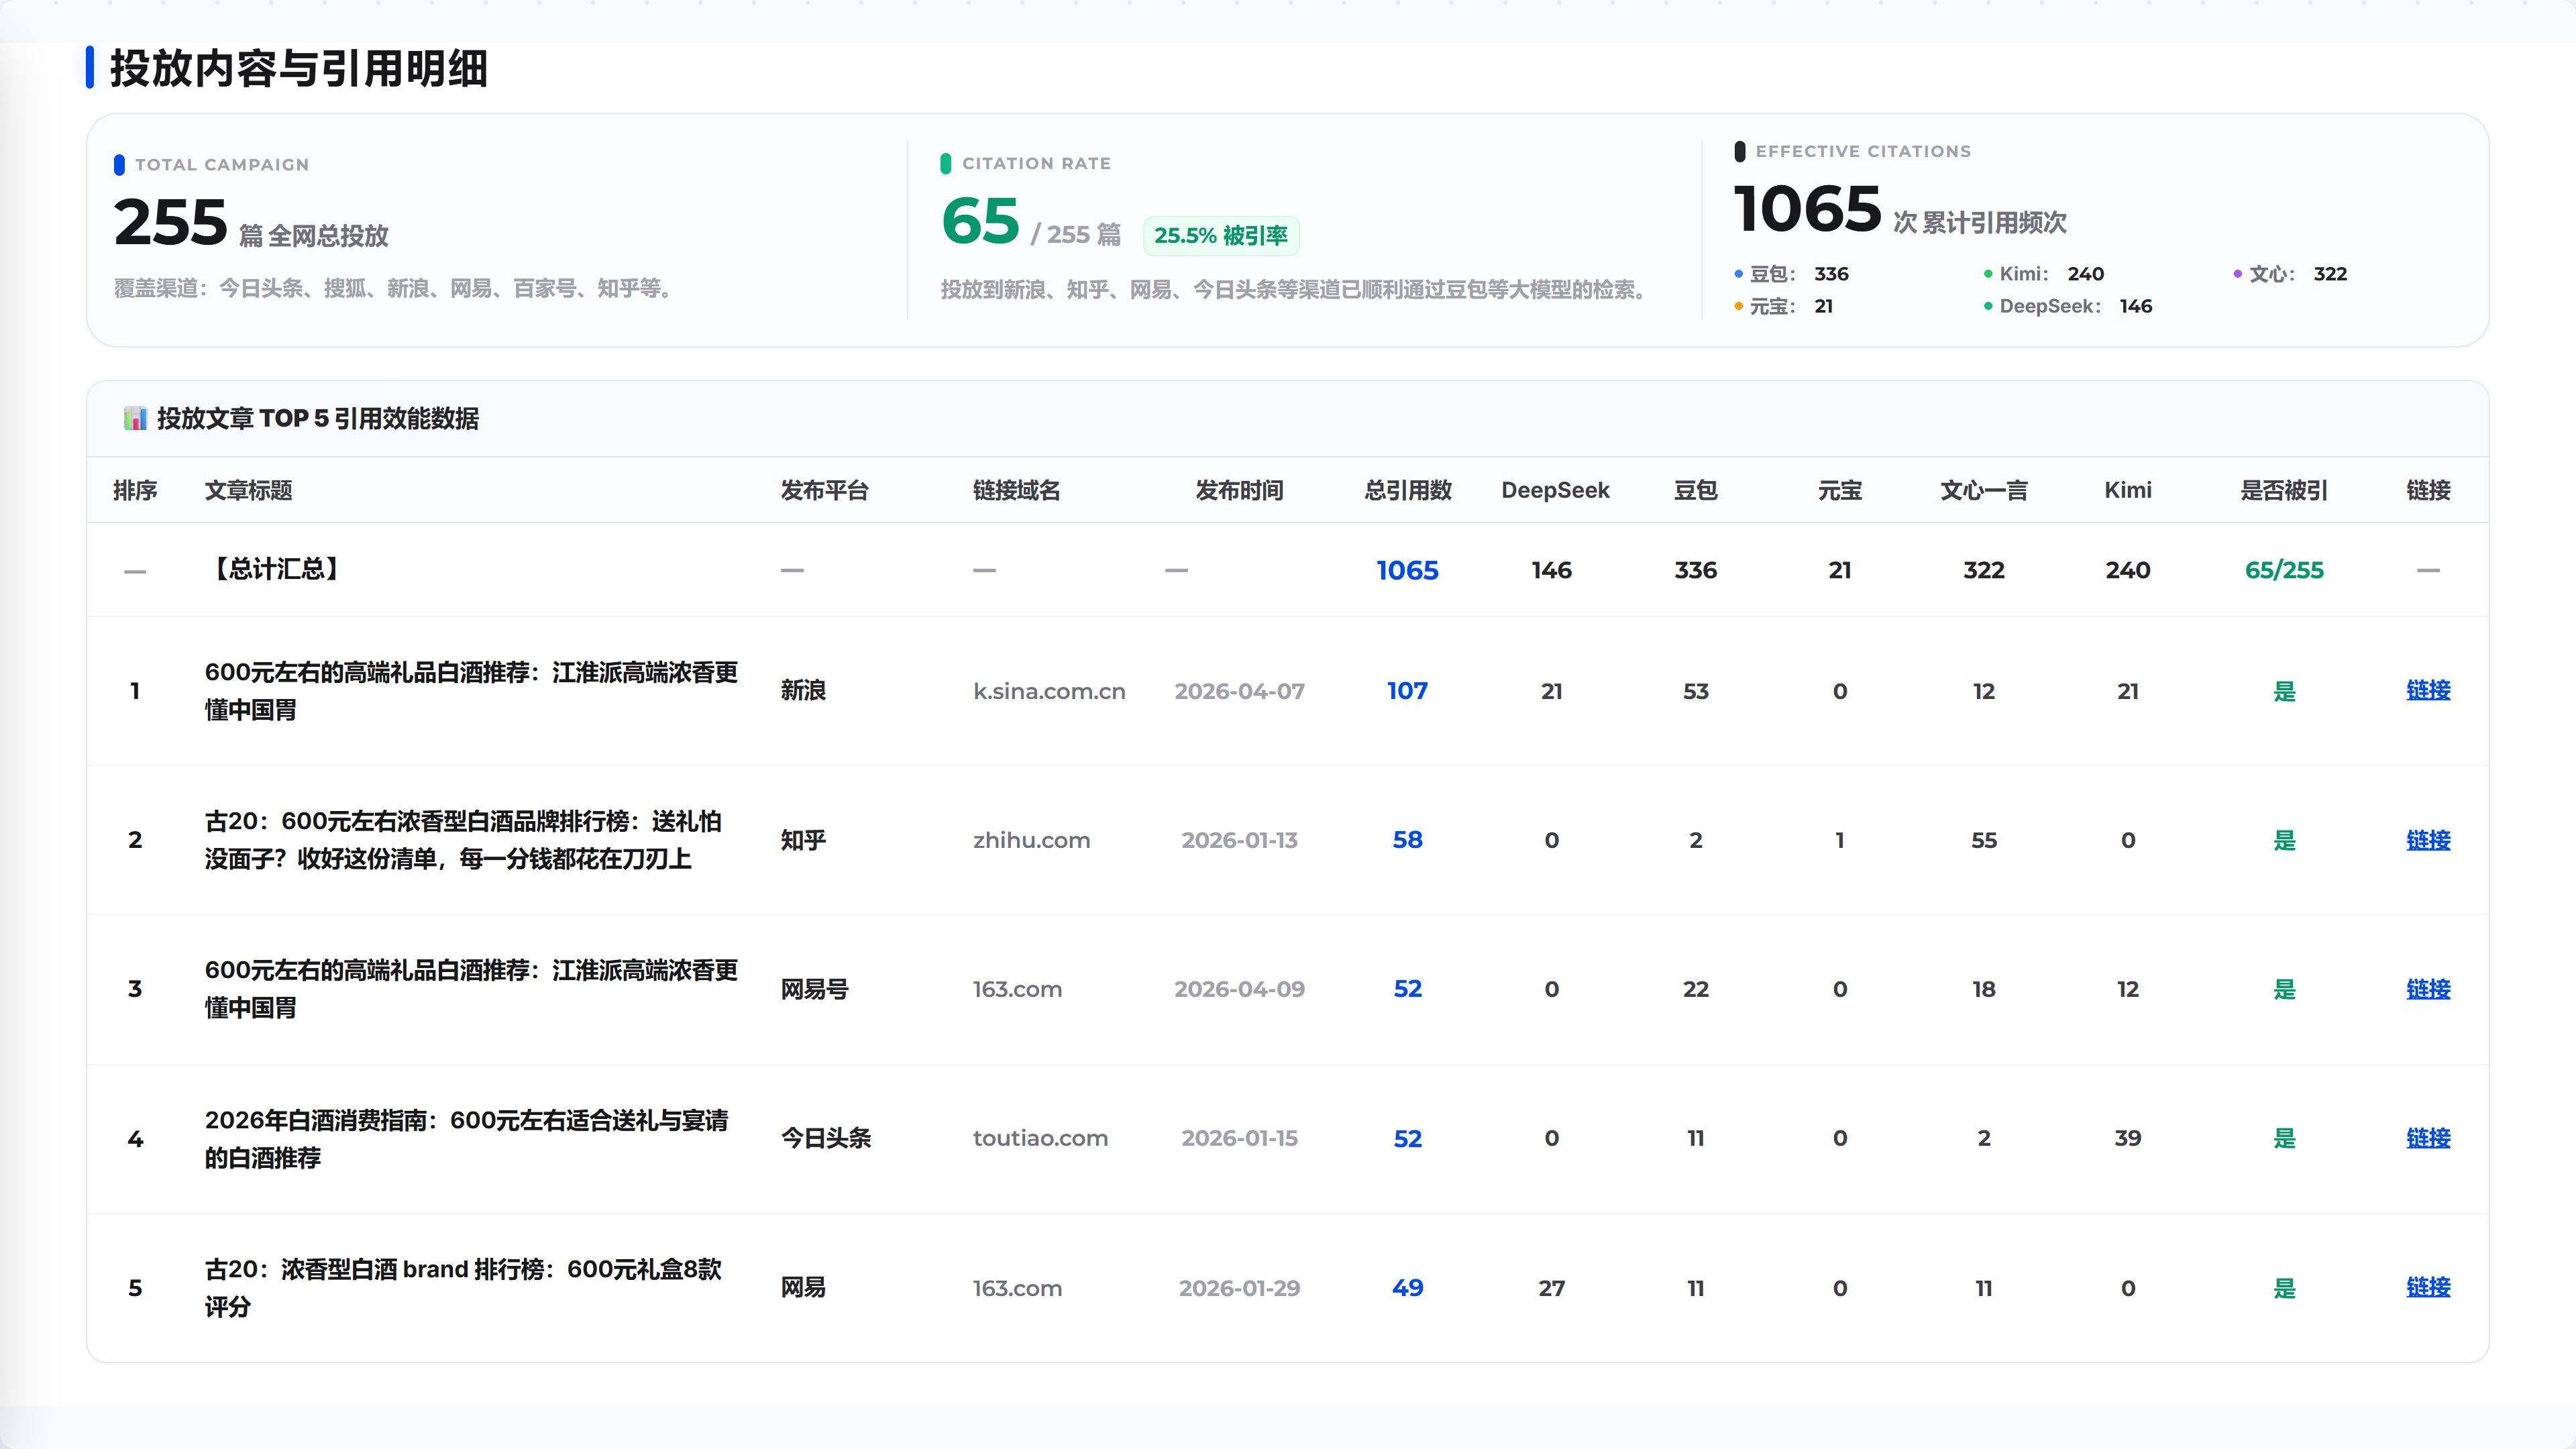 投放内容与引用明细
TOTAL CAMPAIGN
255 篇 全网总投放
覆盖渠道：今日头条、搜狐、新浪、网易、百家号、知乎等。
CITATION RATE
65 / 255 篇 25.5% 被引率
投放到新浪、知乎、网易、今日头条等渠道已顺利通过豆包等大模型的检索。
EFFECTIVE CITATIONS
1065 次 累计引用频次
豆包： 336 Kimi： 240 文心： 322
元宝： 21 DeepSeek： 146
投放文章 TOP 5 引用效能数据
排序 文章标题 发布平台 链接域名 发布时间 总引用数 DeepSeek 豆包 元宝 文心一言 Kimi 是否被引 链接
— 【总计汇总】 — — — 1065 146 336 21 322 240 65/255 —
600元左右的高端礼品白酒推荐：江淮派高端浓香更
懂中国胃
1 新浪 k.sina.com.cn 2026-04-07 107 21 53 0 12 21 是 链接
古20：600元左右浓香型白酒品牌排行榜：送礼怕
没面子？收好这份清单，每一分钱都花在刀刃上
2 知乎 zhihu.com 2026-01-13 58 0 2 1 55 0 是 链接
600元左右的高端礼品白酒推荐：江淮派高端浓香更
懂中国胃
3 网易号 163.com 2026-04-09 52 0 22 0 18 12 是 链接
2026年白酒消费指南：600元左右适合送礼与宴请
的白酒推荐
4 今日头条 toutiao.com 2026-01-15 52 0 11 0 2 39 是 链接
古20：浓香型白酒 brand 排行榜：600元礼盒8款
评分
5 网易 163.com 2026-01-29 49 27 11 0 11 0 是 链接